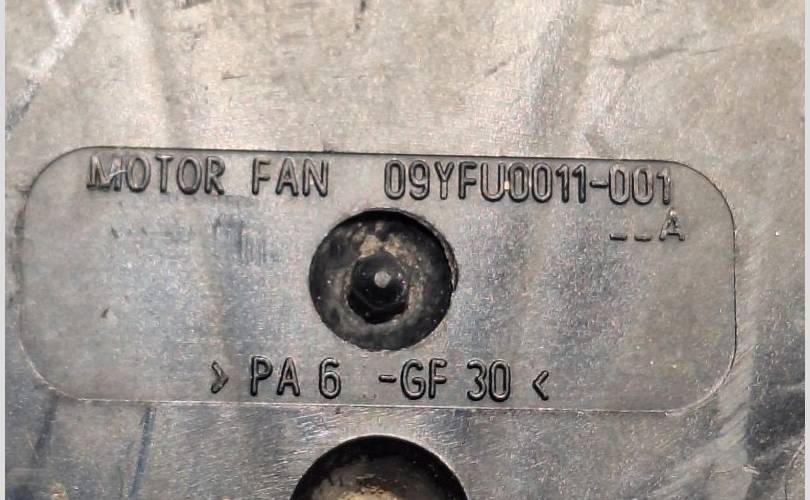 MOTOR FAN 09YFU0011-001
__A
>PA 6 -GF 30<